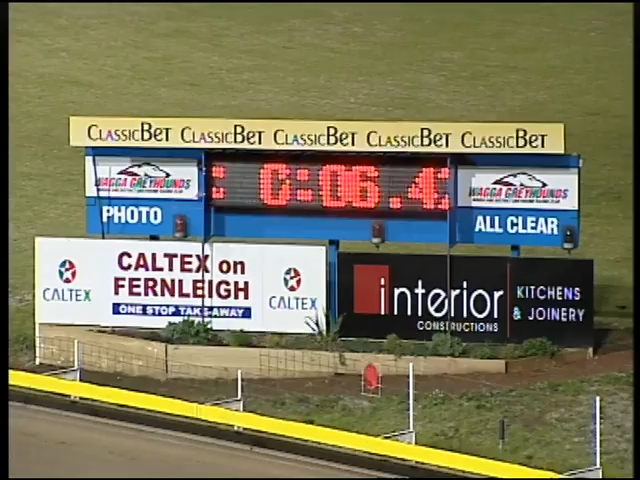 CLASSICBET CLASSICBET CLASSICBET CLASSICBET CLASSICBET
WAGGA GREYHOUNDS
: 0:06.4:
WAGGA GREYHOUNDS
PHOTO
ALL CLEAR
CALTEX
CALTEX on
FERNLEIGH
ONE STOP TAKE-AWAY
CALTEX
interior
CONSTRUCTIONS
KITCHENS
& JOINERY